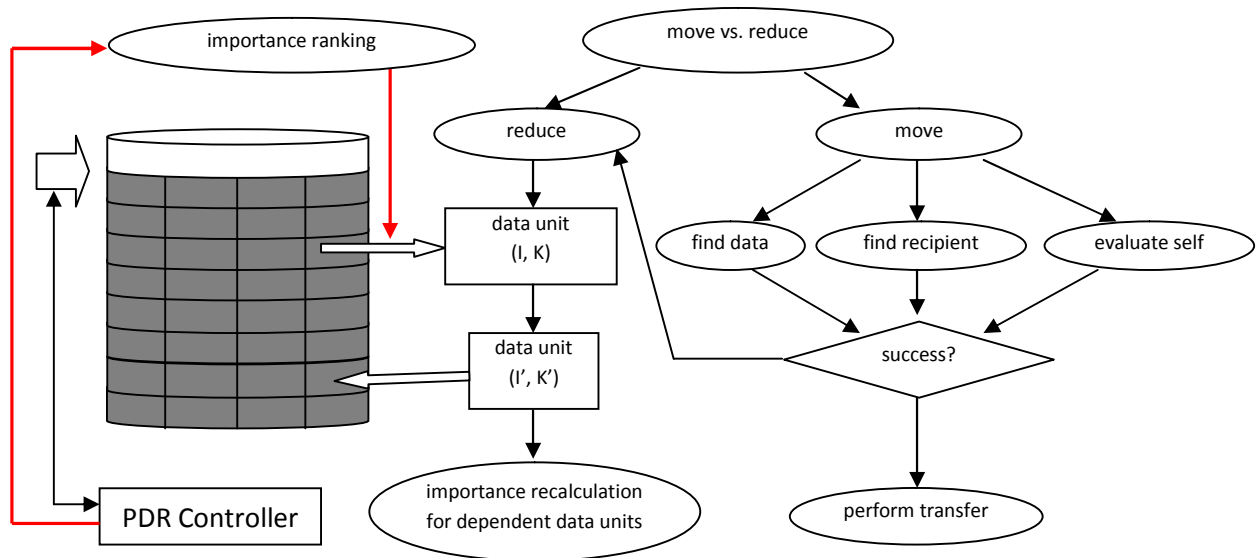 importance ranking
move vs. reduce
reduce
move
data unit
(I, K)
find data
find recipient
evaluate self
data unit
(I’, K’)
success?
importance recalculation
for dependent data units
PDR Controller
perform transfer